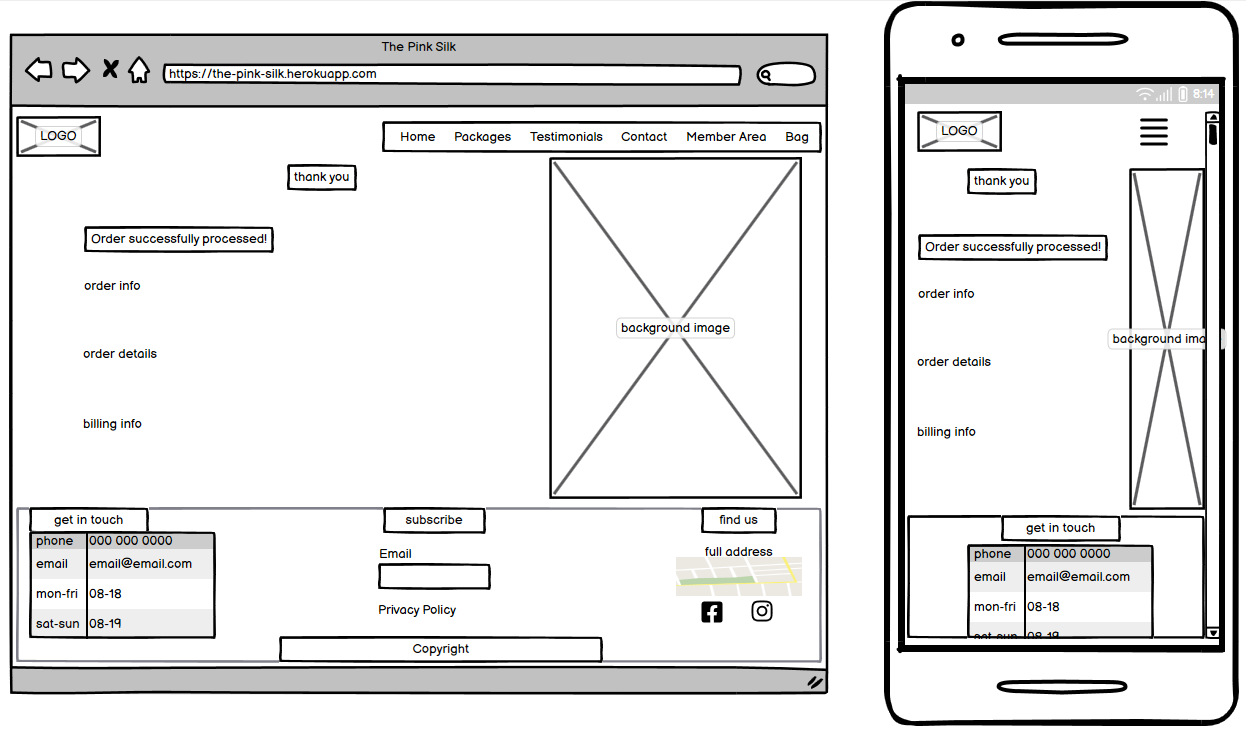 The Pink Silk
https://the-pink-silk.herokuapp.com
LOGO
Home Packages Testimonials Contact Member Area Bag
thank you
Order successfully processed!
order info
background image
order details
billing info
get in touch
phone 000 000 0000
email email@email.com
mon-fri 08-18
sat-sun 08-19
subscribe
Email
Privacy Policy
find us
full address
Copyright
8:14
LOGO
thank you
Order successfully processed!
order info
background ima
order details
billing info
get in touch
phone 000 000 0000
email email@email.com
mon-fri 08-18
sat-sun 08-19